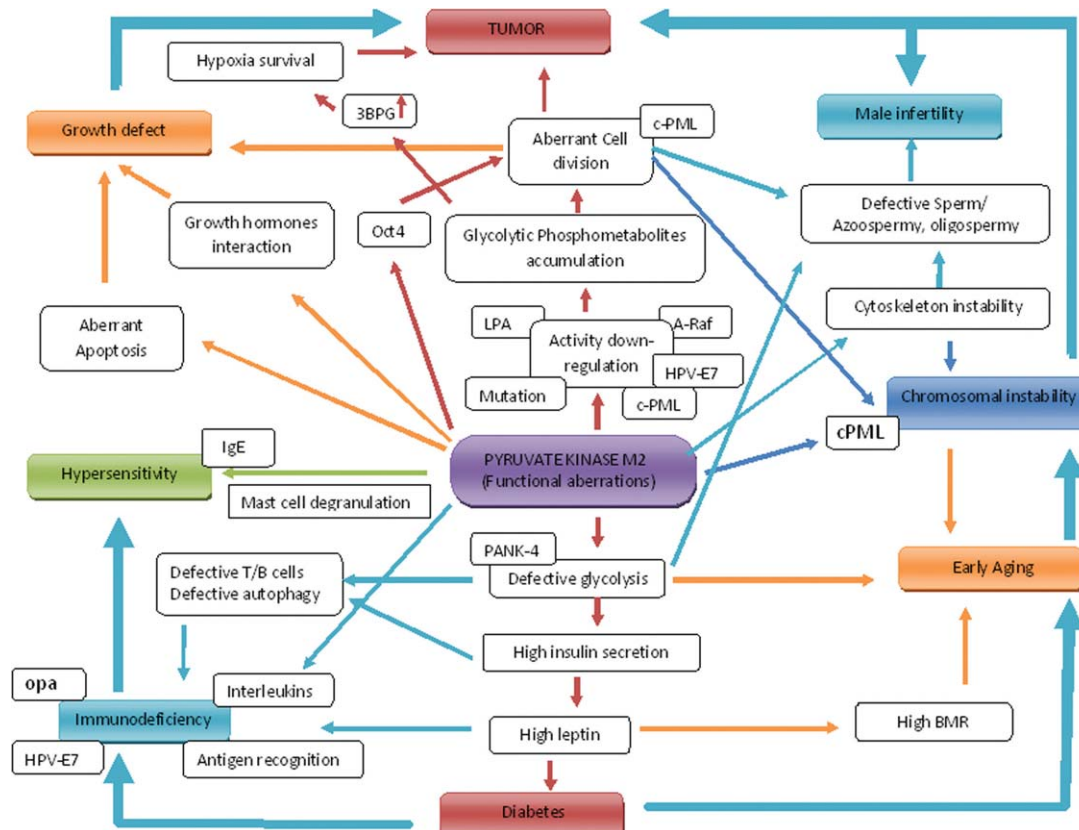 TUMOR
Hypoxia survival
3BPG
c-PML
Growth defect
Male infertility
Aberrant Cell
division
Growth hormones
interaction
Oct4
Glycolytic Phosphometabolites
accumulation
Defective Sperm/
Azoospermy, oligospermy
Aberrant
Apoptosis
LPA
A-Raf
Activity down-
regulation
Cytoskeleton instability
HPV-E7
Mutation
c-PML
Chromosomal instability
cPML
IgE
Hypersensitivity
PYRUVATE KINASE M2
(Functional aberrations)
Mast cell degranulation
PANK-4
Defective T/B cells
Defective autophagy
Defective glycolysis
Early Aging
High insulin secretion
opa
Interleukins
Immunodeficiency
High leptin
High BMR
HPV-E7
Antigen recognition
Diabetes